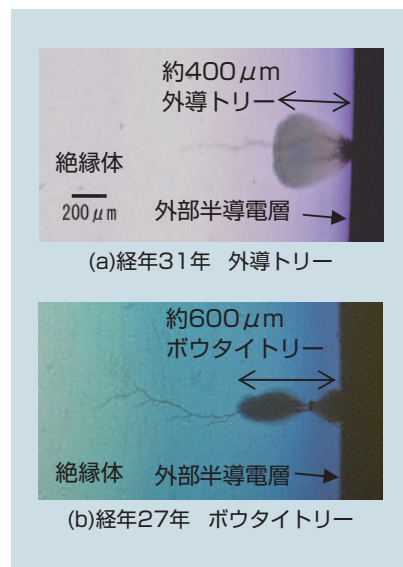 約400μm
外導トリー
絶縁体
200μm
外部半導電層
(a)経年31年 外導トリー
約600μm
ボウタイトリー
絶縁体
外部半導電層
(b)経年27年 ボウタイトリー